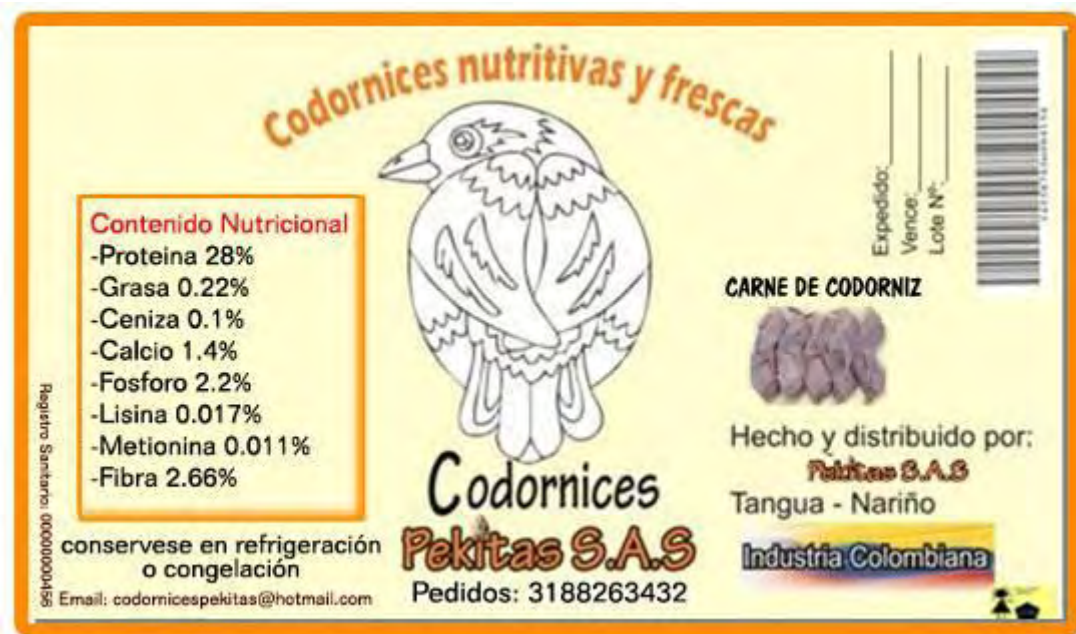 Codornices nutritivas y frescas
Contenido Nutricional
-Proteina 28%
-Grasa 0.22%
-Ceniza 0.1%
-Calcio 1.4%
-Fosforo 2.2%
-Lisina 0.017%
-Metionina 0.011%
-Fibra 2.66%
Registro Sanitario: 00000000456
conservese en refrigeración
o congelación
Email: codornicespekitas@hotmail.com
Codornices
Pekitas S.A.S
Pedidos: 3188263432
Expedido:
Vence:
Lote Nº:
CARNE DE CODORNIZ
Hecho y distribuido por:
Pekitas S.A.S
Tangua - Nariño
Industria Colombiana